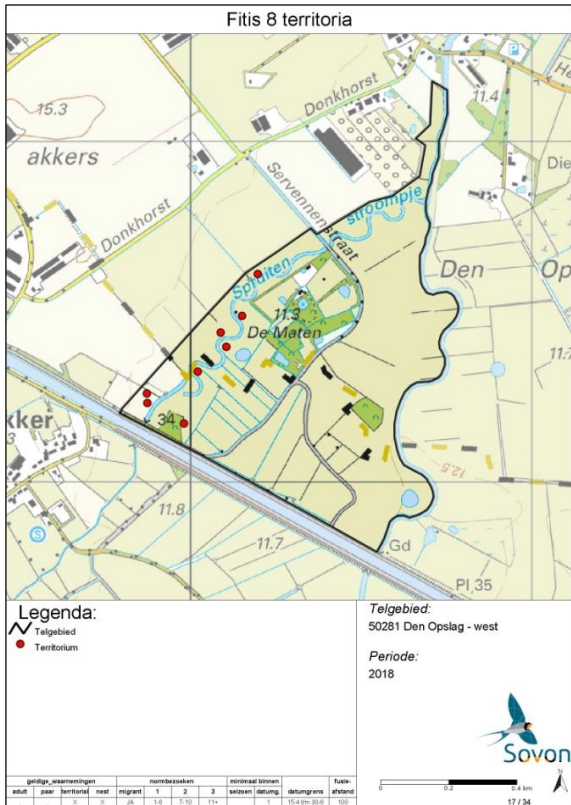 Fitis 8 territoria
15.3
akkers
Donkhorst
11.4
Donkhorst
Servennenstraat
Spruiten
stroompje
Den
Op
Die
11.3
De Maten
11.7
kker
34
12.5
11.8
11.7
Gd
Pl,35
P
S
Legenda:
Telgebied
Territorium
Telgebied:
50281 Den Opslag - west
Periode:
2018
Sovon
0 0.2 0.4 km
17 / 34
geldige_waarnemingen normbezoeken minimaal binnen fusie-
adult paar territoriaal nest migrant 1 2 3 seizoen datumg. datumgrens afstand
. . X X JA 1-6 7-10 11+ . 1 15-4 t/m 30-6 100